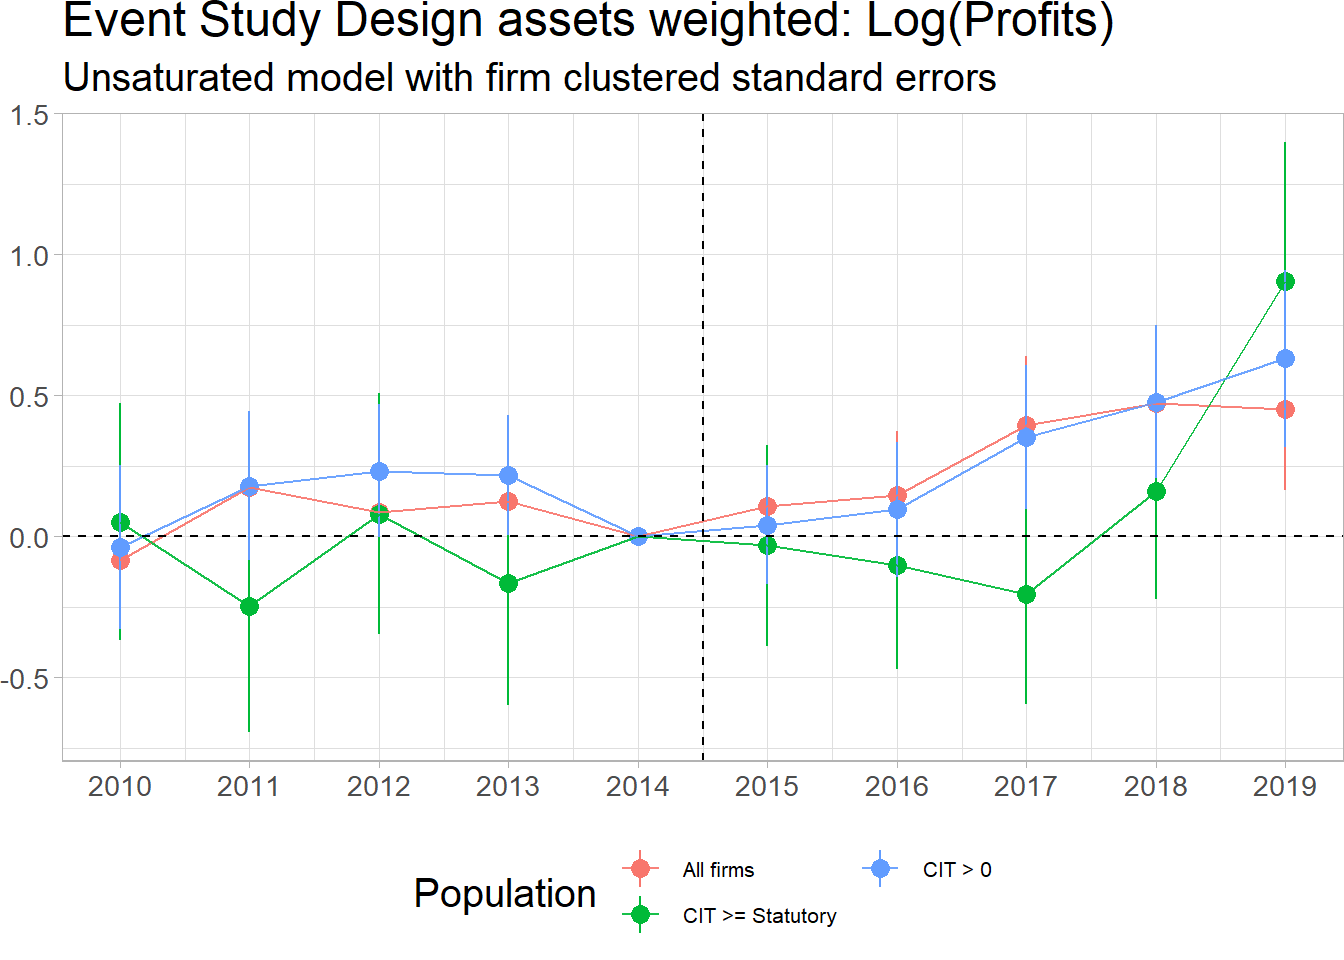 Event Study Design assets weighted: Log(Profits)
Unsaturated model with firm clustered standard errors
1.5
1.0
0.5
0.0
-0.5
2010 2011 2012 2013 2014 2015 2016 2017 2018 2019
Population
All firms
CIT >= Statutory
CIT > 0